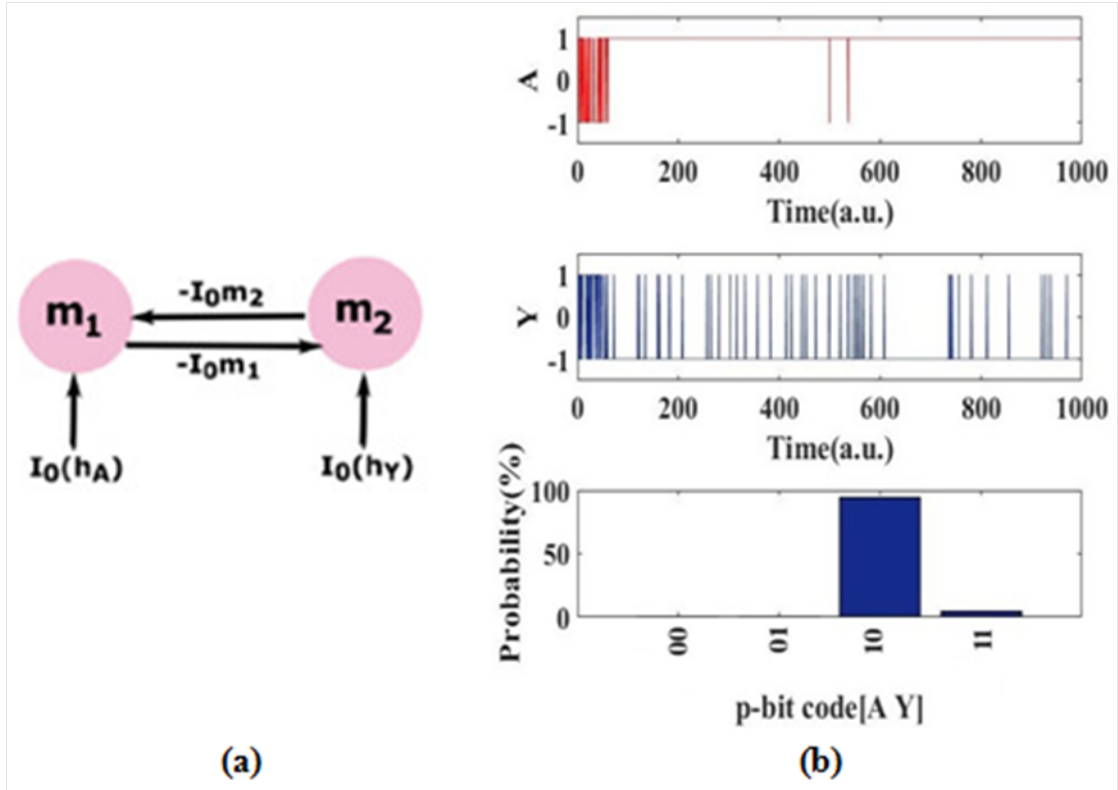 m₁
-I₀m₂
-I₀m₁
m₂
I₀(hA)
I₀(hY)
(a)
A
1
0
-1
0 200 400 600 800 1000
Time(a.u.)
Y
1
0
-1
0 200 400 600 800 1000
Time(a.u.)
Probability(%)
100
50
0
00 01 10 11
p-bit code[A Y]
(b)